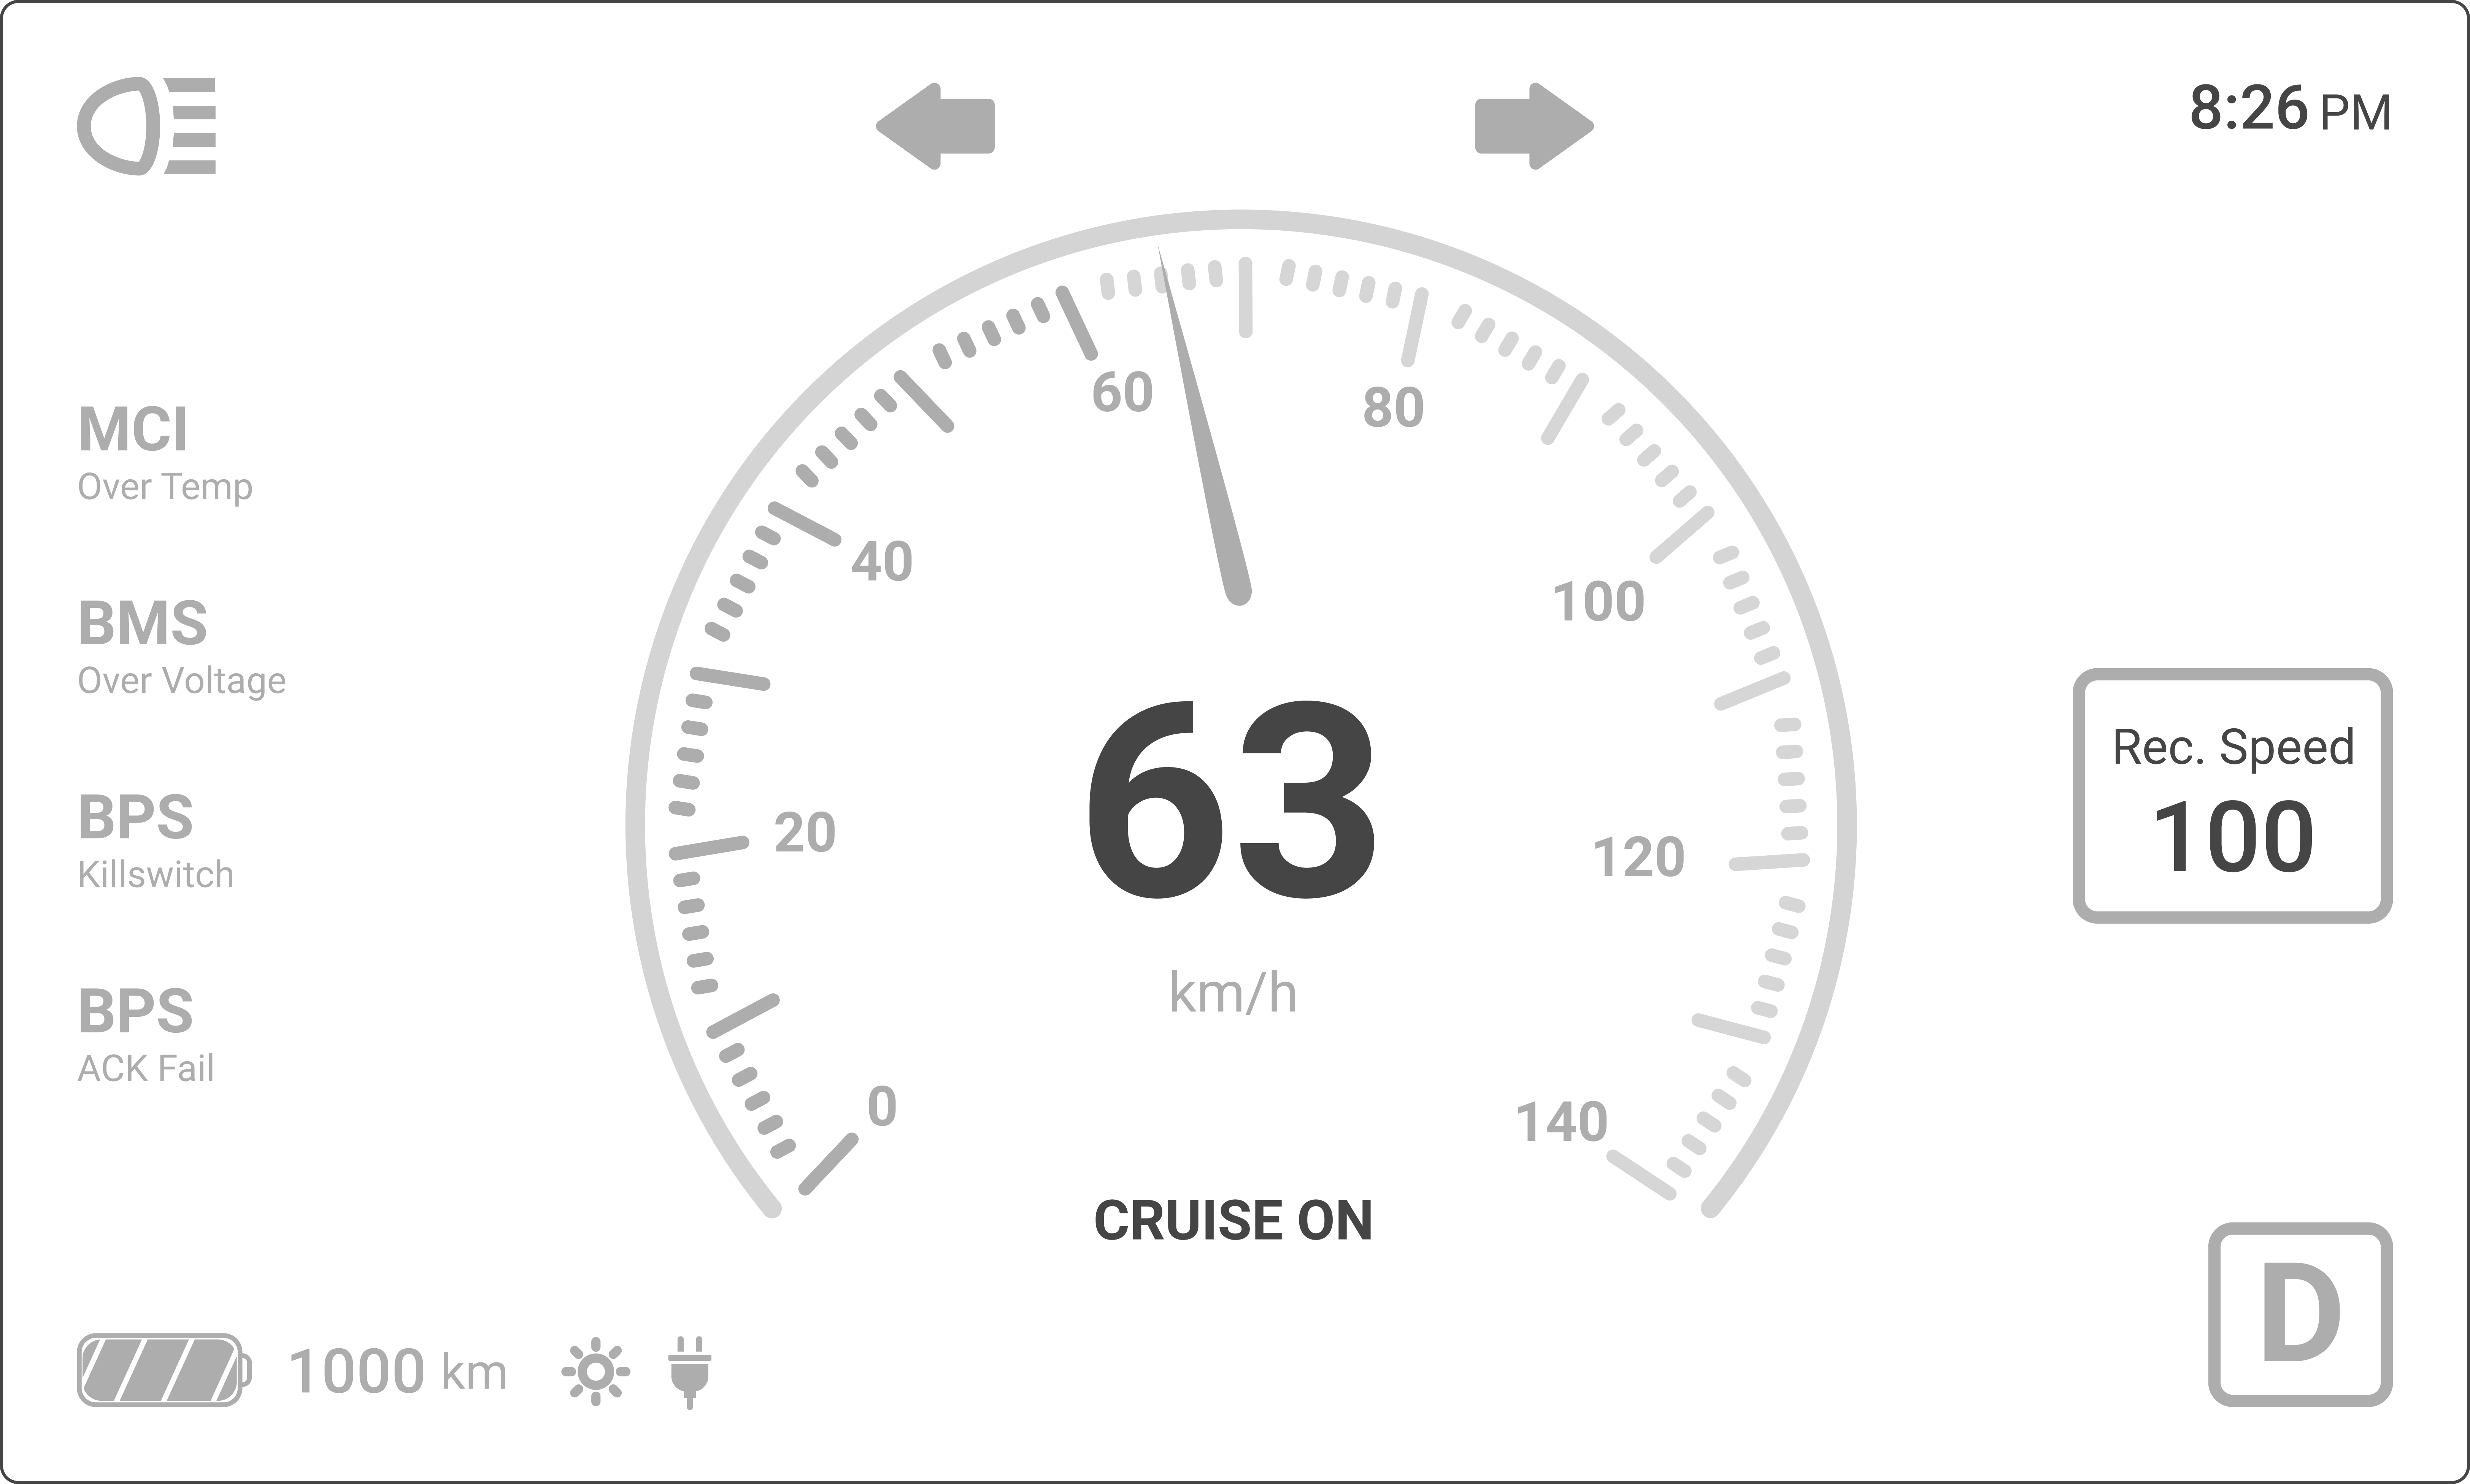 8:26 PM
MCI
Over Temp
BMS
Over Voltage
BPS
Killswitch
BPS
ACK Fail
0
20
40
60
80
100
120
140
63
km/h
CRUISE ON
Rec. Speed
100
1000 km
D